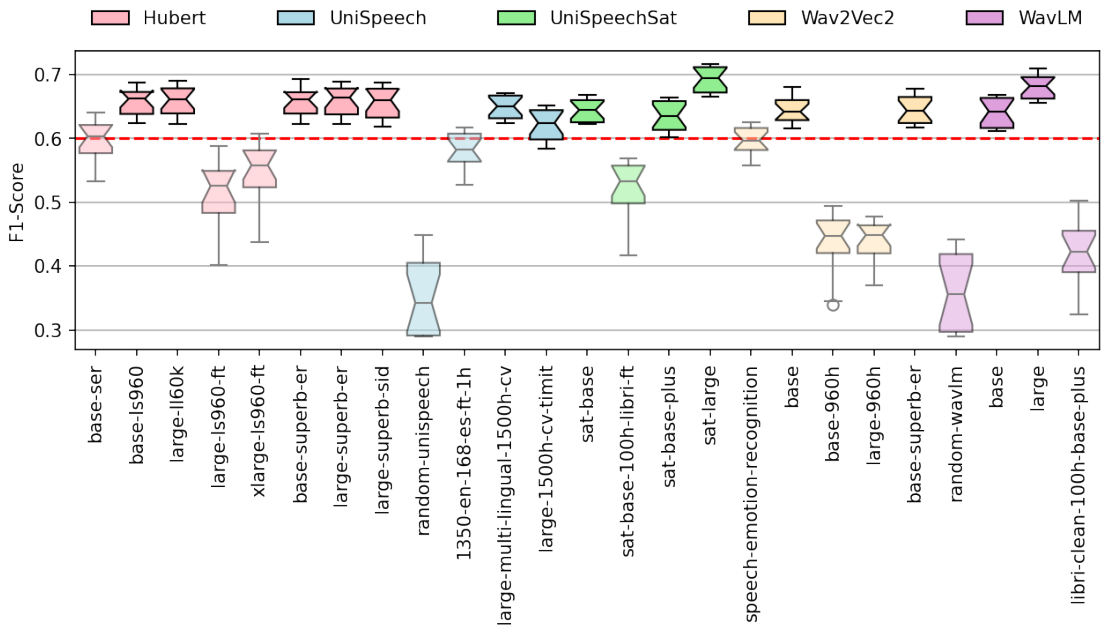 Hubert
UniSpeech
UniSpeechSat
Wav2Vec2
WavLM
F1-Score
0.7
0.6
0.5
0.4
0.3
base-ser
base-ls960
large-ll60k
large-ls960-ft
xlarge-ls960-ft
base-superb-er
large-superb-er
large-superb-sid
random-unispeech
1350-en-168-es-ft-1h
large-multi-lingual-1500h-cv
large-1500h-cv-timit
sat-base
sat-base-100h-libri-ft
sat-base-plus
sat-large
speech-emotion-recognition
base
base-960h
large-960h
base-superb-er
random-wavlm
base
large
libri-clean-100h-base-plus